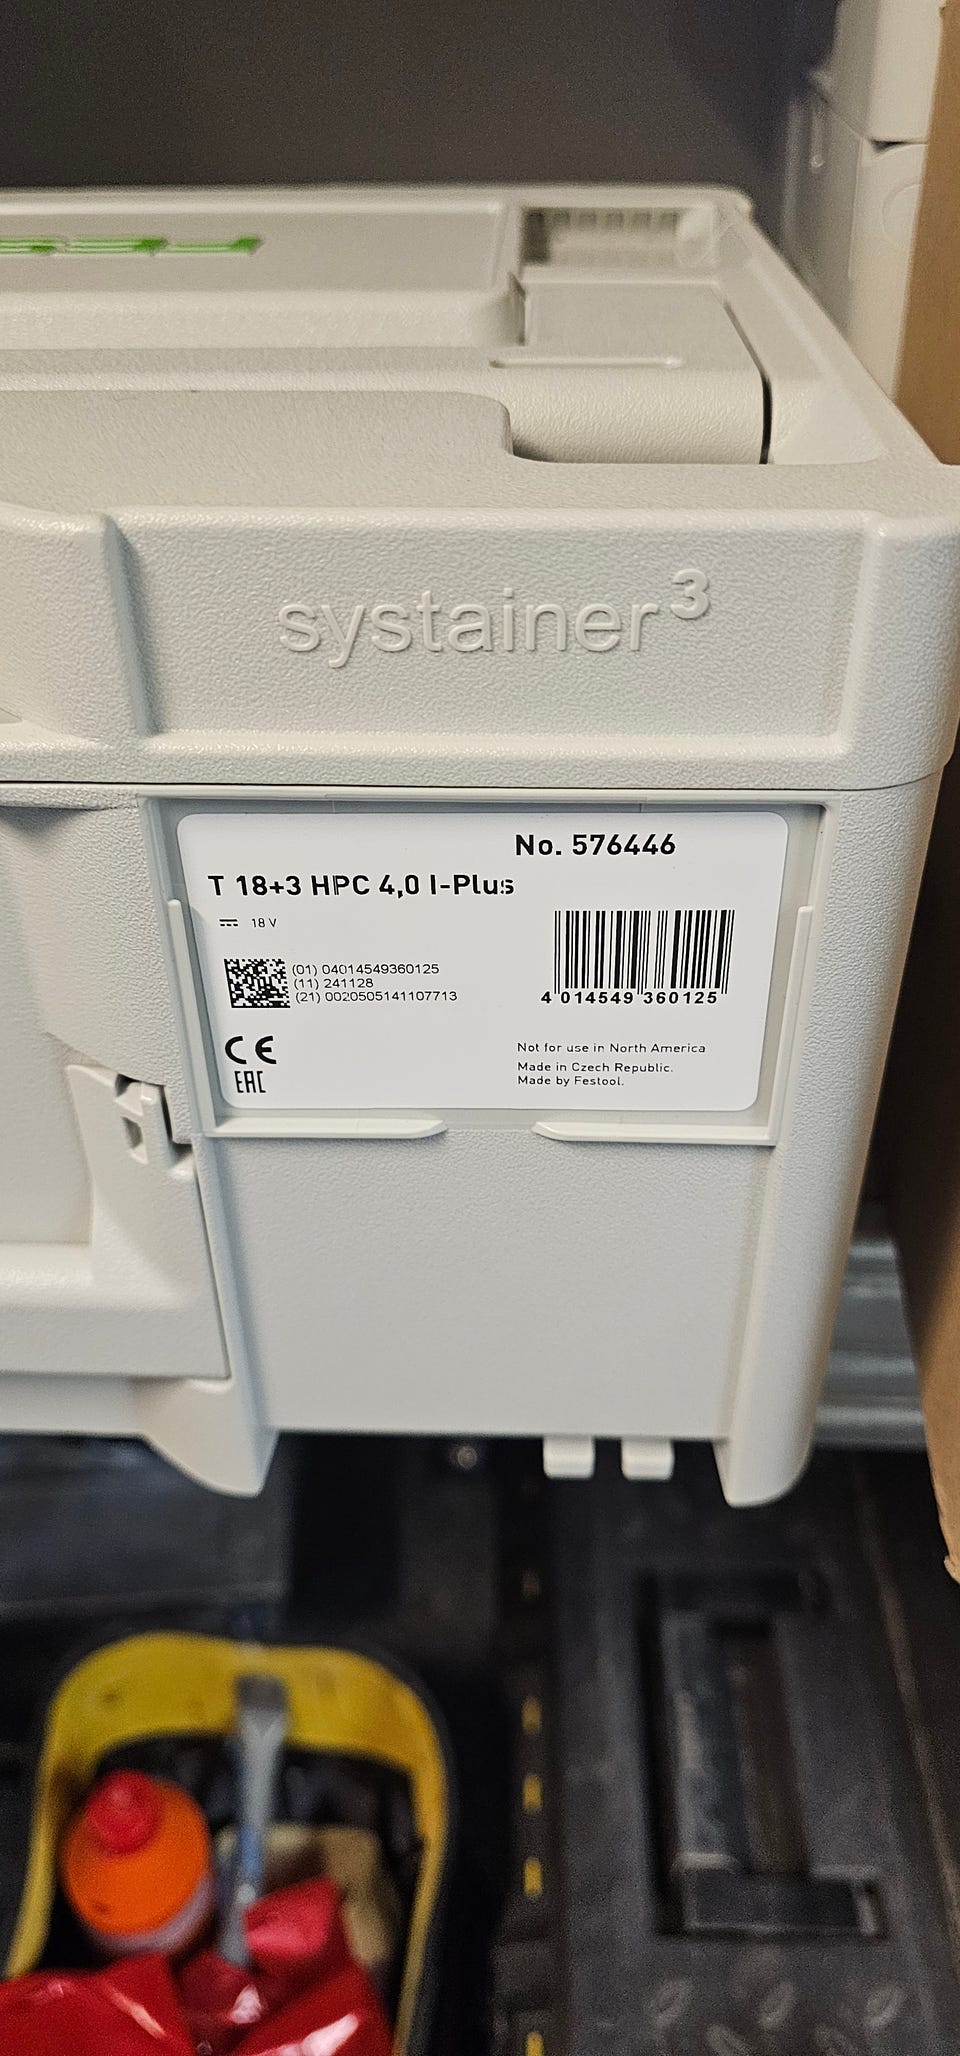 systainer³
No. 576446
T 18+3 HPC 4,0 I-Plus
18 V
(01) 04014549360125
(11) 241128
(21) 0020505141107713
4 014549 360125
CE
EAC
Not for use in North America
Made in Czech Republic.
Made by Festool.